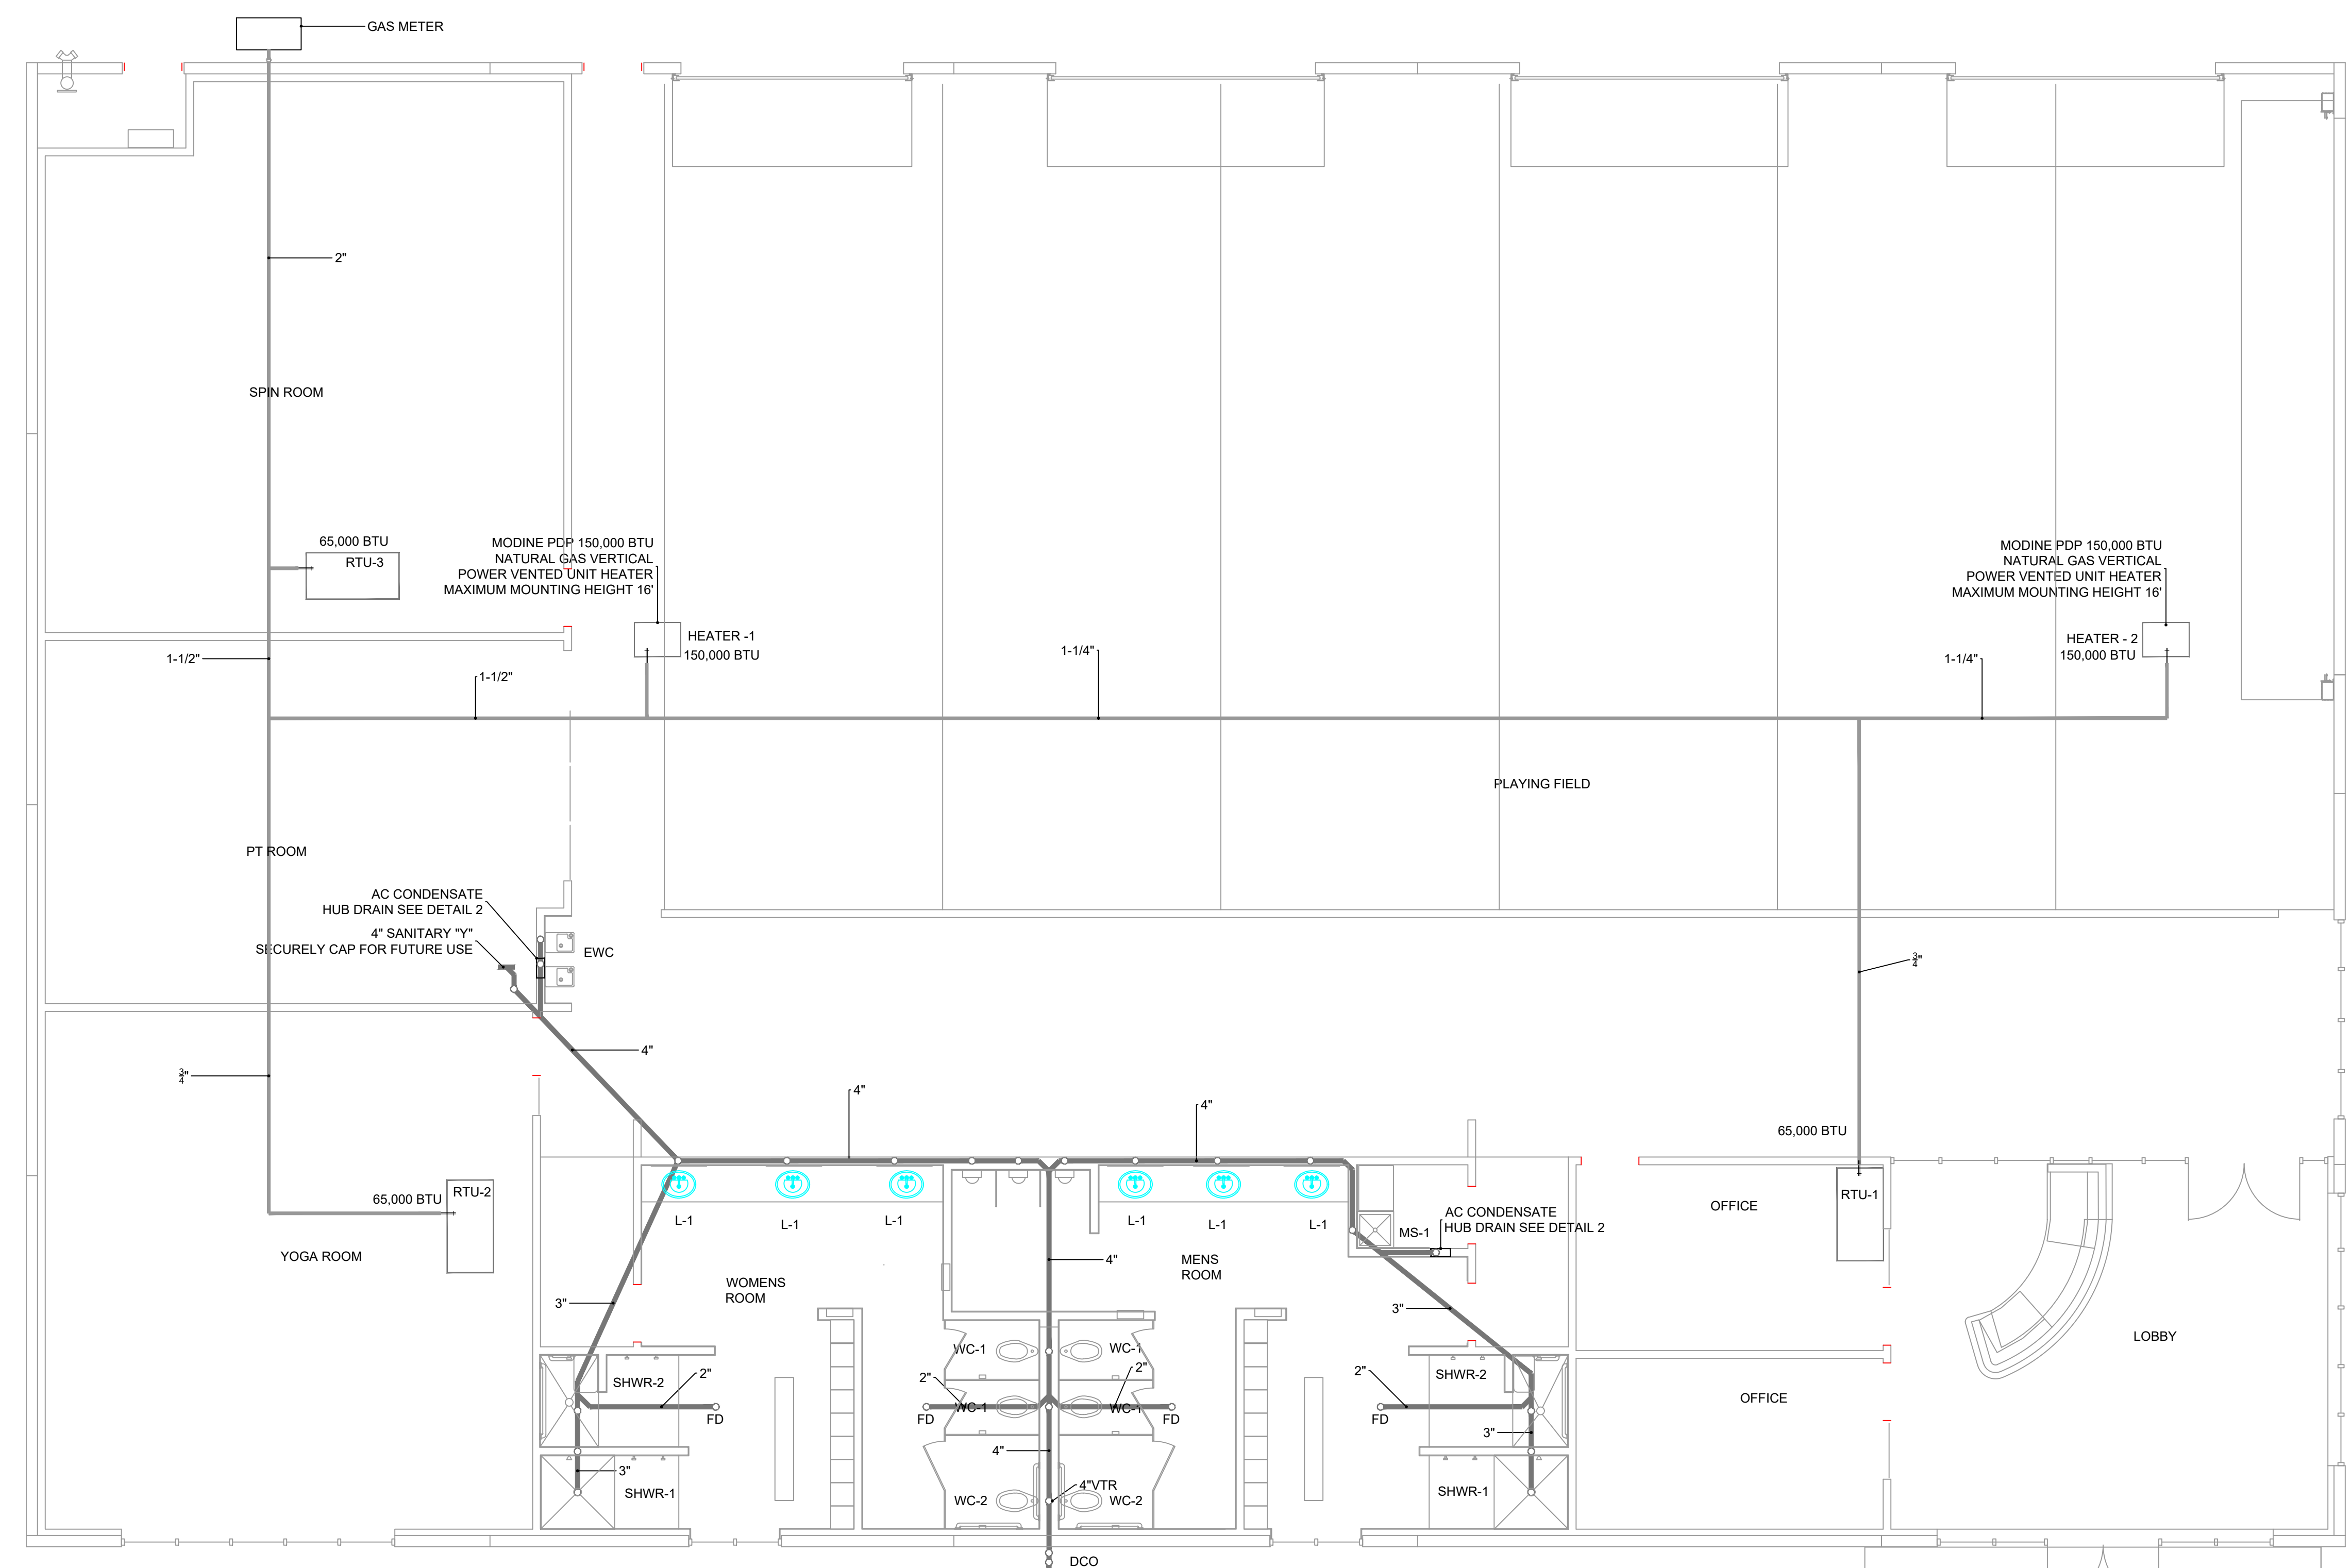 GAS METER
2"
SPIN ROOM
65,000 BTU
RTU-3
MODINE PDP 150,000 BTU
NATURAL GAS VERTICAL
POWER VENTED UNIT HEATER
MAXIMUM MOUNTING HEIGHT 16'
MODINE PDP 150,000 BTU
NATURAL GAS VERTICAL
POWER VENTED UNIT HEATER
MAXIMUM MOUNTING HEIGHT 16'
HEATER -1
150,000 BTU
HEATER - 2
150,000 BTU
1-1/2"
1-1/2"
1-1/4"
1-1/4"
PLAYING FIELD
PT ROOM
AC CONDENSATE
HUB DRAIN SEE DETAIL 2
4" SANITARY "Y"
SECURELY CAP FOR FUTURE USE
EWC
3/4"
4"
3/4"
4"
4"
65,000 BTU
65,000 BTU
RTU-2
RTU-1
L-1
L-1
L-1
L-1
L-1
L-1
MS-1
AC CONDENSATE
HUB DRAIN SEE DETAIL 2
OFFICE
YOGA ROOM
WOMENS
ROOM
4"
MENS
ROOM
3"
3"
LOBBY
WC-1
WC-1
SHWR-2
2"
2"
2"
2"
SHWR-2
FD
FD
WC-1
WC-1
FD
FD
OFFICE
3"
4"
3"
SHWR-1
WC-2
4"VTR
WC-2
SHWR-1
DCO